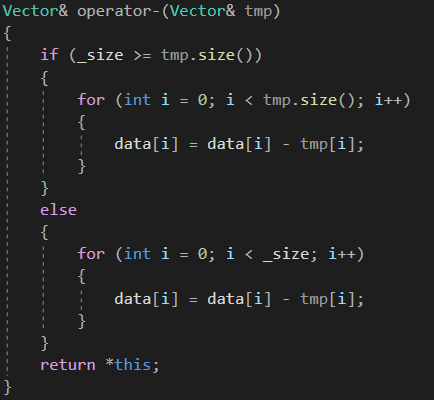 Vector& operator-(Vector& tmp)
{
    if (_size >= tmp.size())
    {
        for (int i = 0; i < tmp.size(); i++)
        {
            data[i] = data[i] - tmp[i];
        }
    }
    else
    {
        for (int i = 0; i < _size; i++)
        {
            data[i] = data[i] - tmp[i];
        }
    }
    return *this;
}